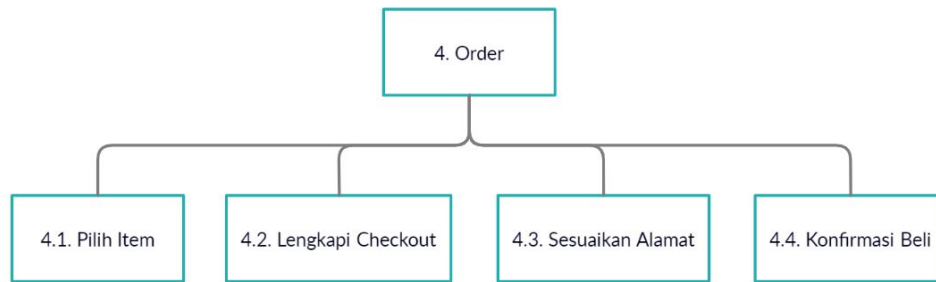 4. Order
4.1. Pilih Item
4.2. Lengkapi Checkout
4.3. Sesuaikan Alamat
4.4. Konfirmasi Beli